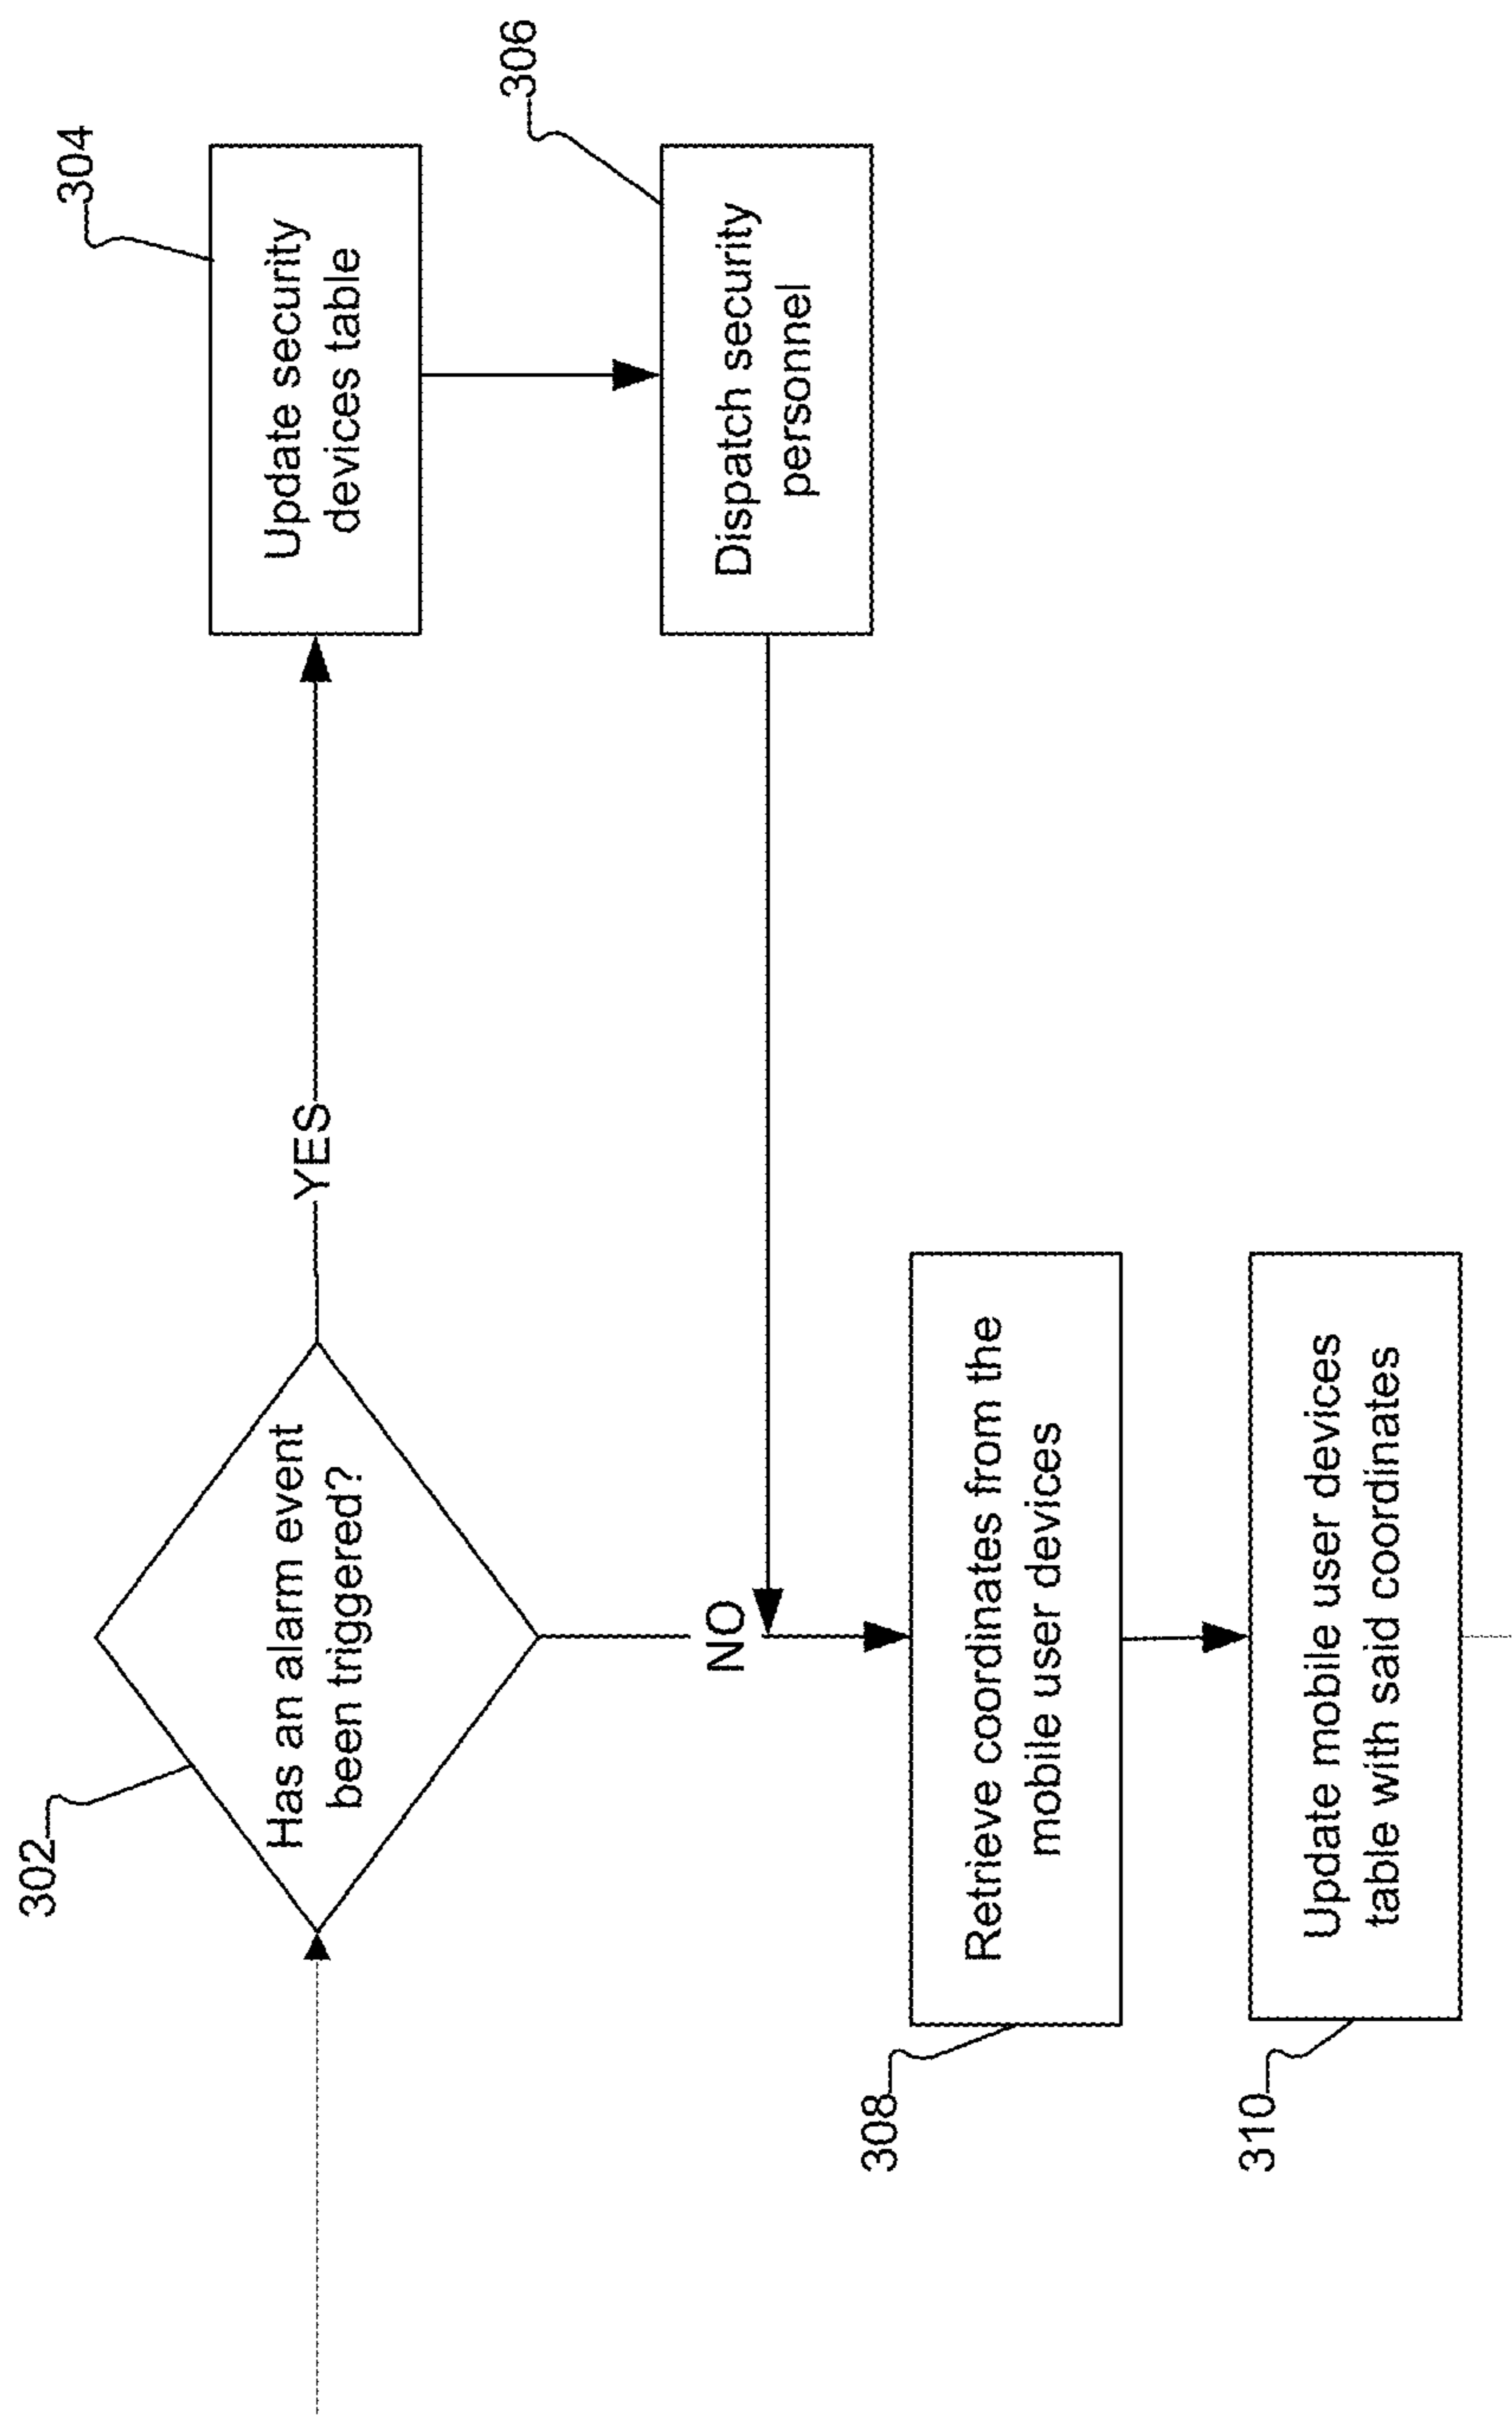 302
Has an alarm event
been triggered?
YES
304
Update security
devices table
306
Dispatch security
personnel
NO
308
Retrieve coordinates from the
mobile user devices
310
Update mobile user devices
table with said coordinates